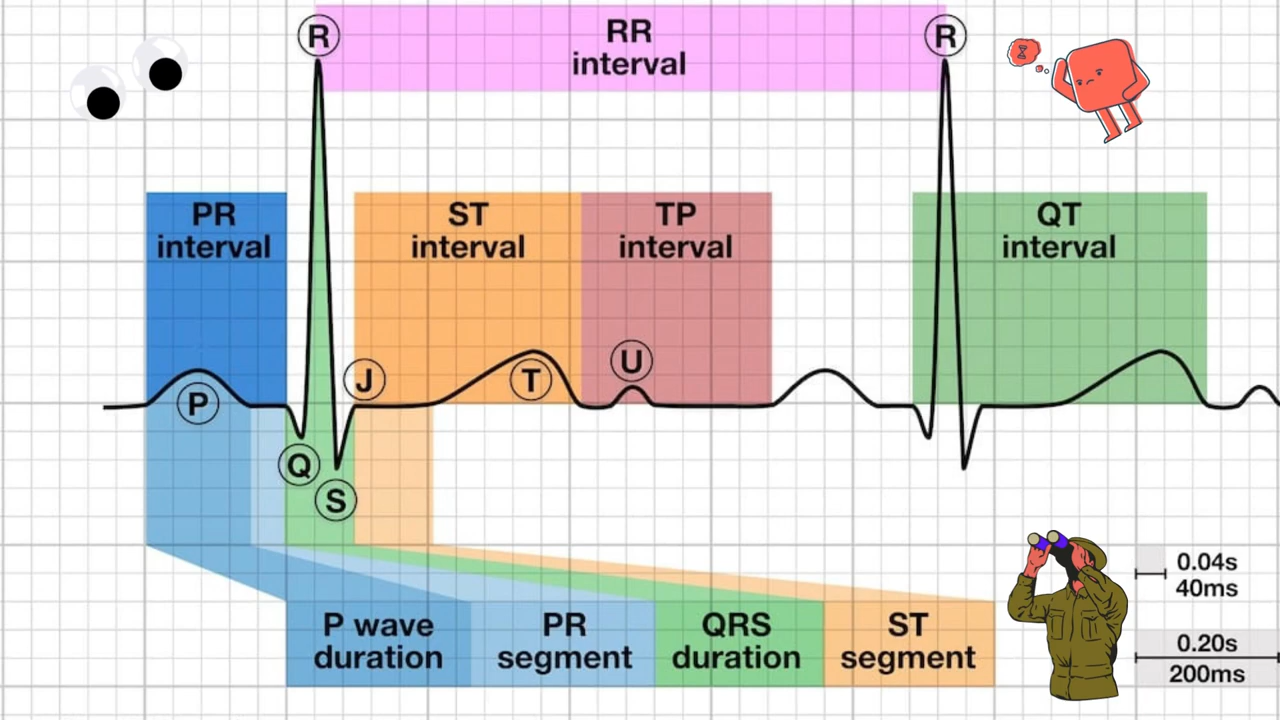 R
RR
interval
R
PR
interval
ST
interval
TP
interval
QT
interval
P
J
T
U
Q
S
0.04s
40ms
0.20s
200ms
P wave
duration
PR
segment
QRS
duration
ST
segment